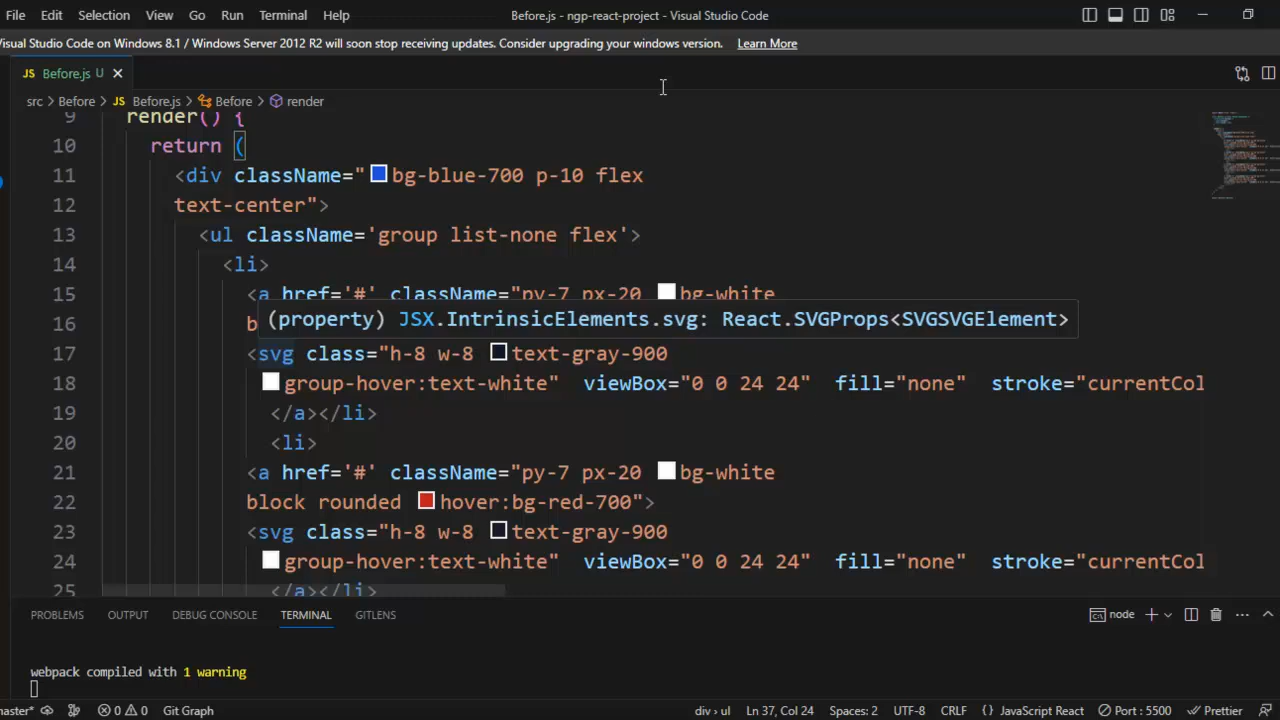 File Edit Selection View Go Run Terminal Help Before.js - ngp-react-project - Visual Studio Code
Visual Studio Code on Windows 8.1 / Windows Server 2012 R2 will soon stop receiving updates. Consider upgrading your windows version. Learn More
JS Before.js U
src > Before > JS Before.js > Before > render
9 render() {
10 return (
11 <div className="bg-blue-700 p-10 flex
12 text-center">
13 <ul className='group list-none flex'>
14 <li>
15 <a href='#' className="py-7 px-20 bg-white
16 b
(property) JSX.IntrinsicElements.svg: React.SVGProps<SVGSVGElement>
17 <svg class="h-8 w-8 text-gray-900
18 group-hover:text-white" viewBox="0 0 24 24" fill="none" stroke="currentCol
19 </a></li>
20 <li>
21 <a href='#' className="py-7 px-20 bg-white
22 block rounded hover:bg-red-700">
23 <svg class="h-8 w-8 text-gray-900
24 group-hover:text-white" viewBox="0 0 24 24" fill="none" stroke="currentCol
25 </a></li>
PROBLEMS OUTPUT DEBUG CONSOLE TERMINAL GITLENS node
webpack compiled with 1 warning
master* 0 0 Git Graph div › ul Ln 37, Col 24 Spaces: 2 UTF-8 CRLF {} JavaScript React Port : 5500 Prettier